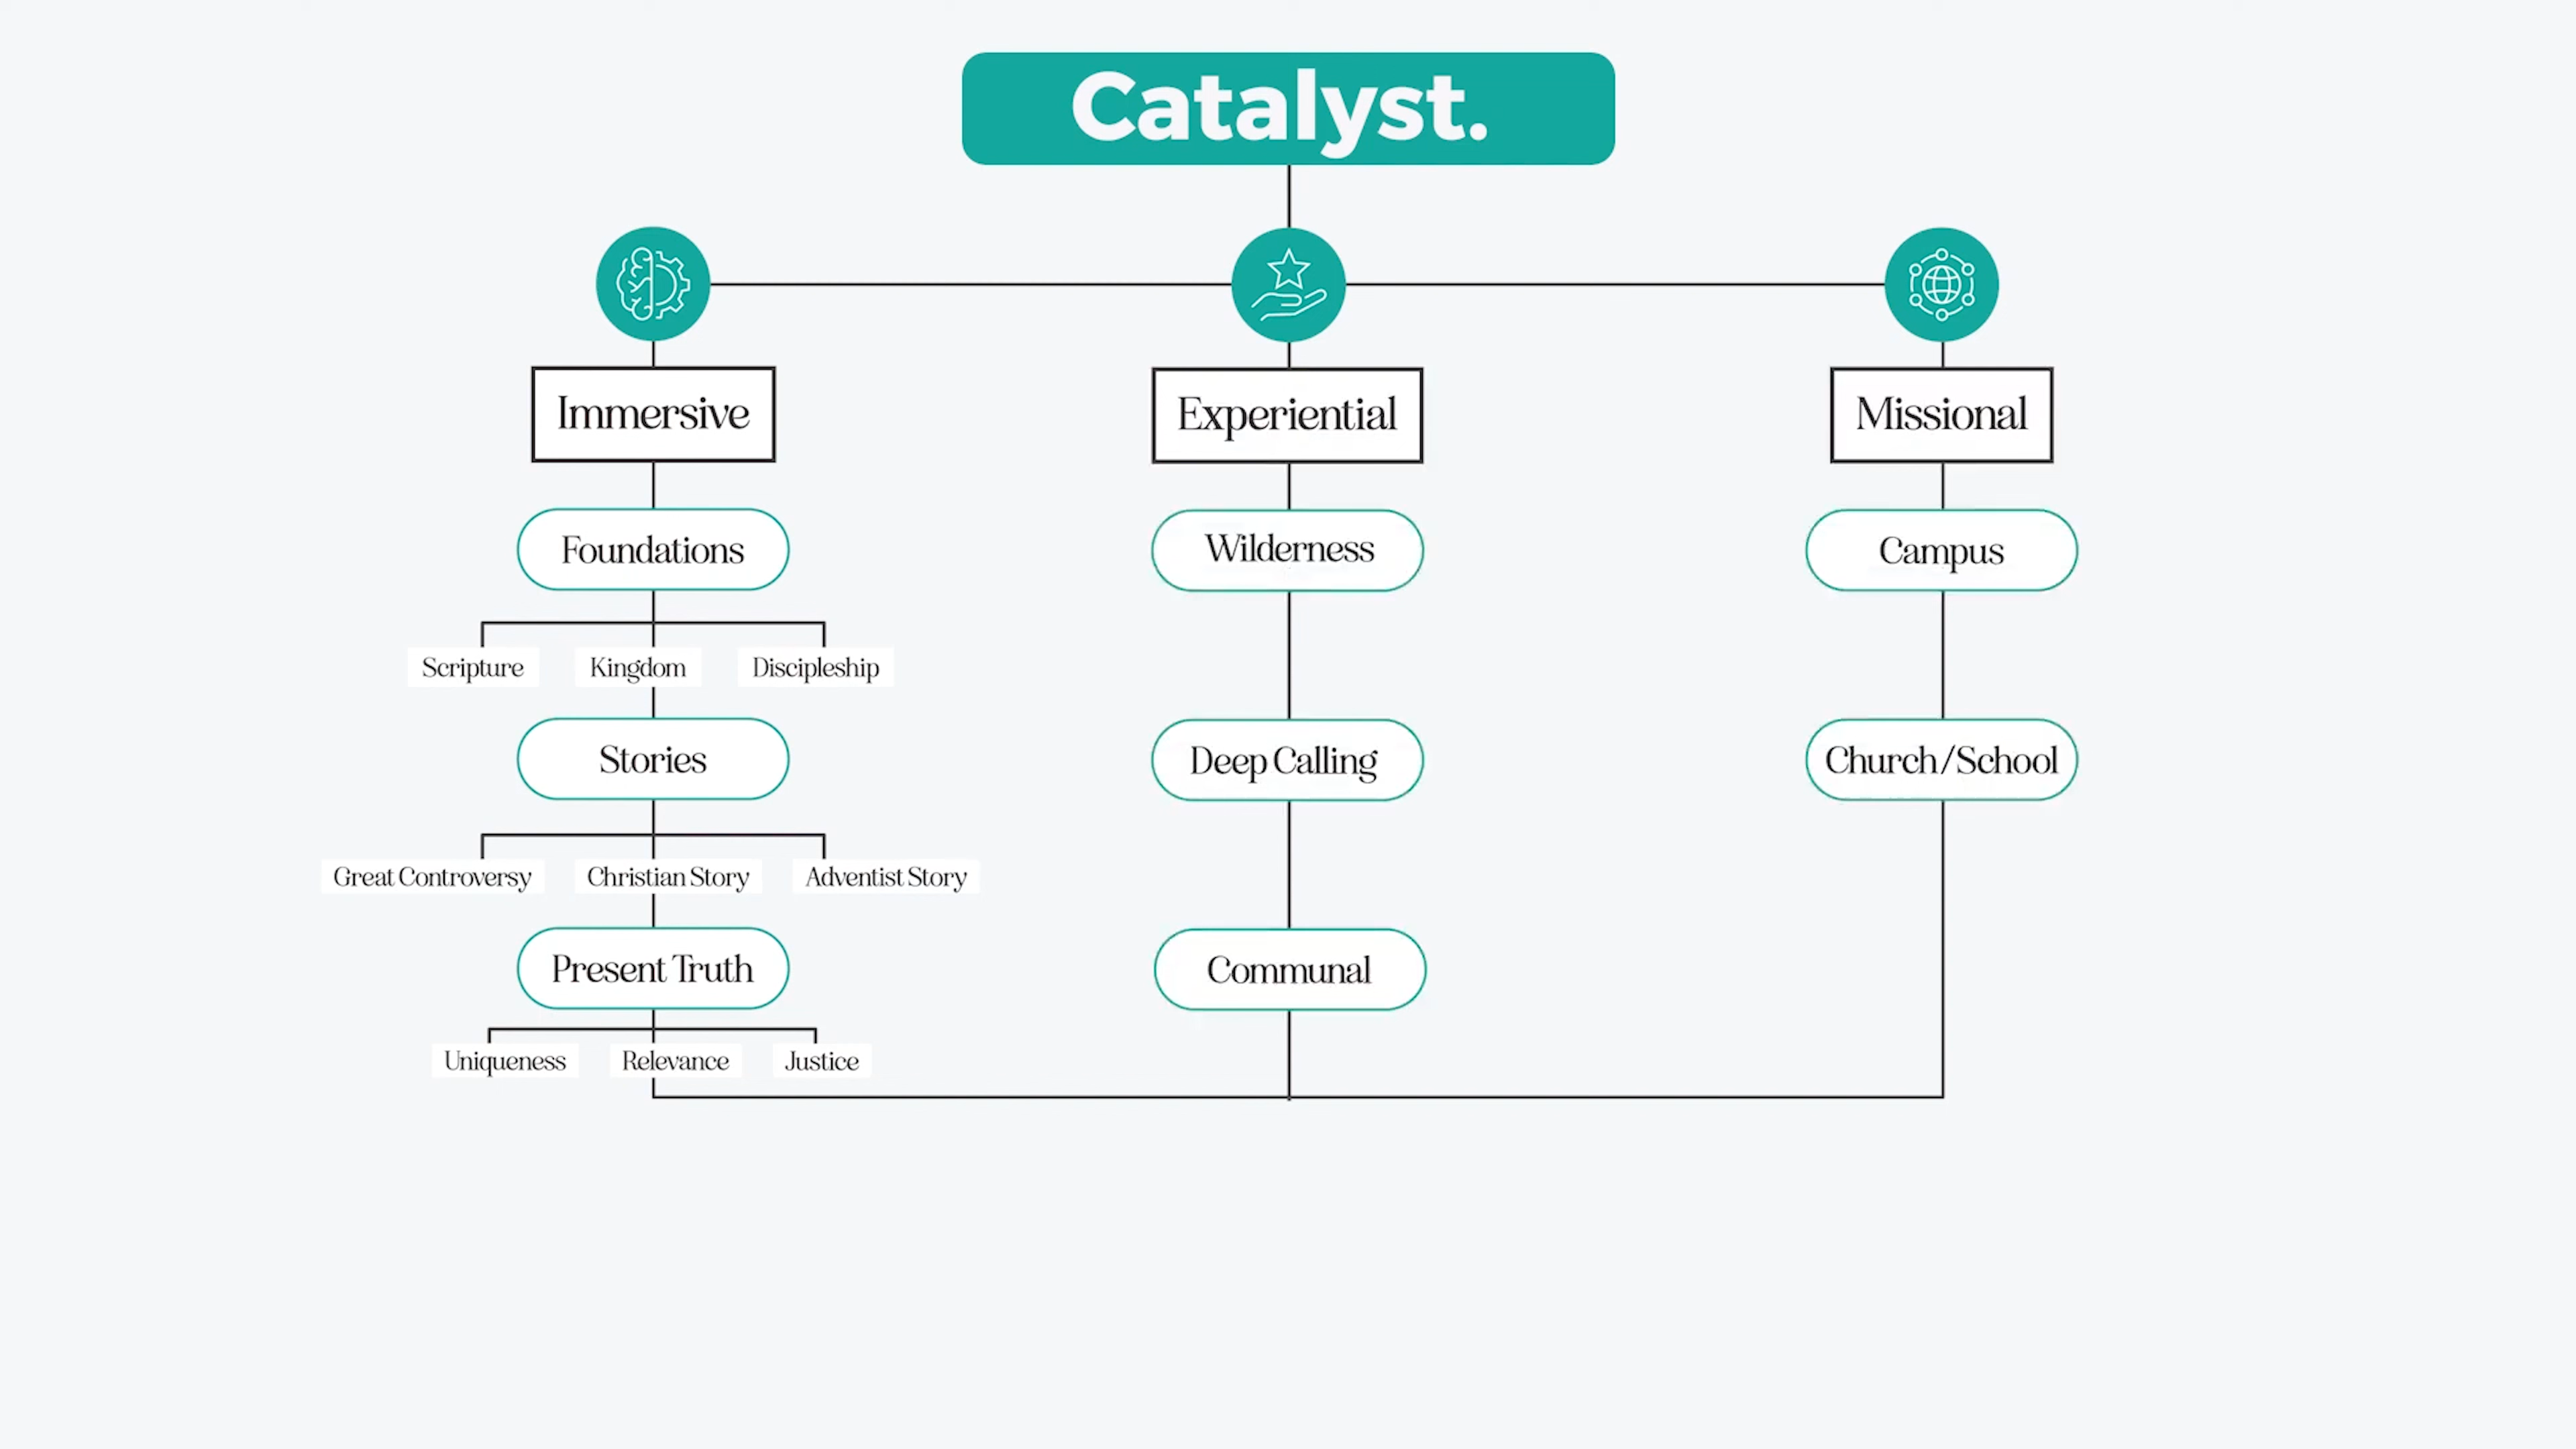 Catalyst.
Immersive
Experiential
Missional
Foundations
Wilderness
Campus
Scripture
Kingdom
Discipleship
Stories
Deep Calling
Church/School
Great Controversy
Christian Story
Adventist Story
Present Truth
Communal
Uniqueness
Relevance
Justice